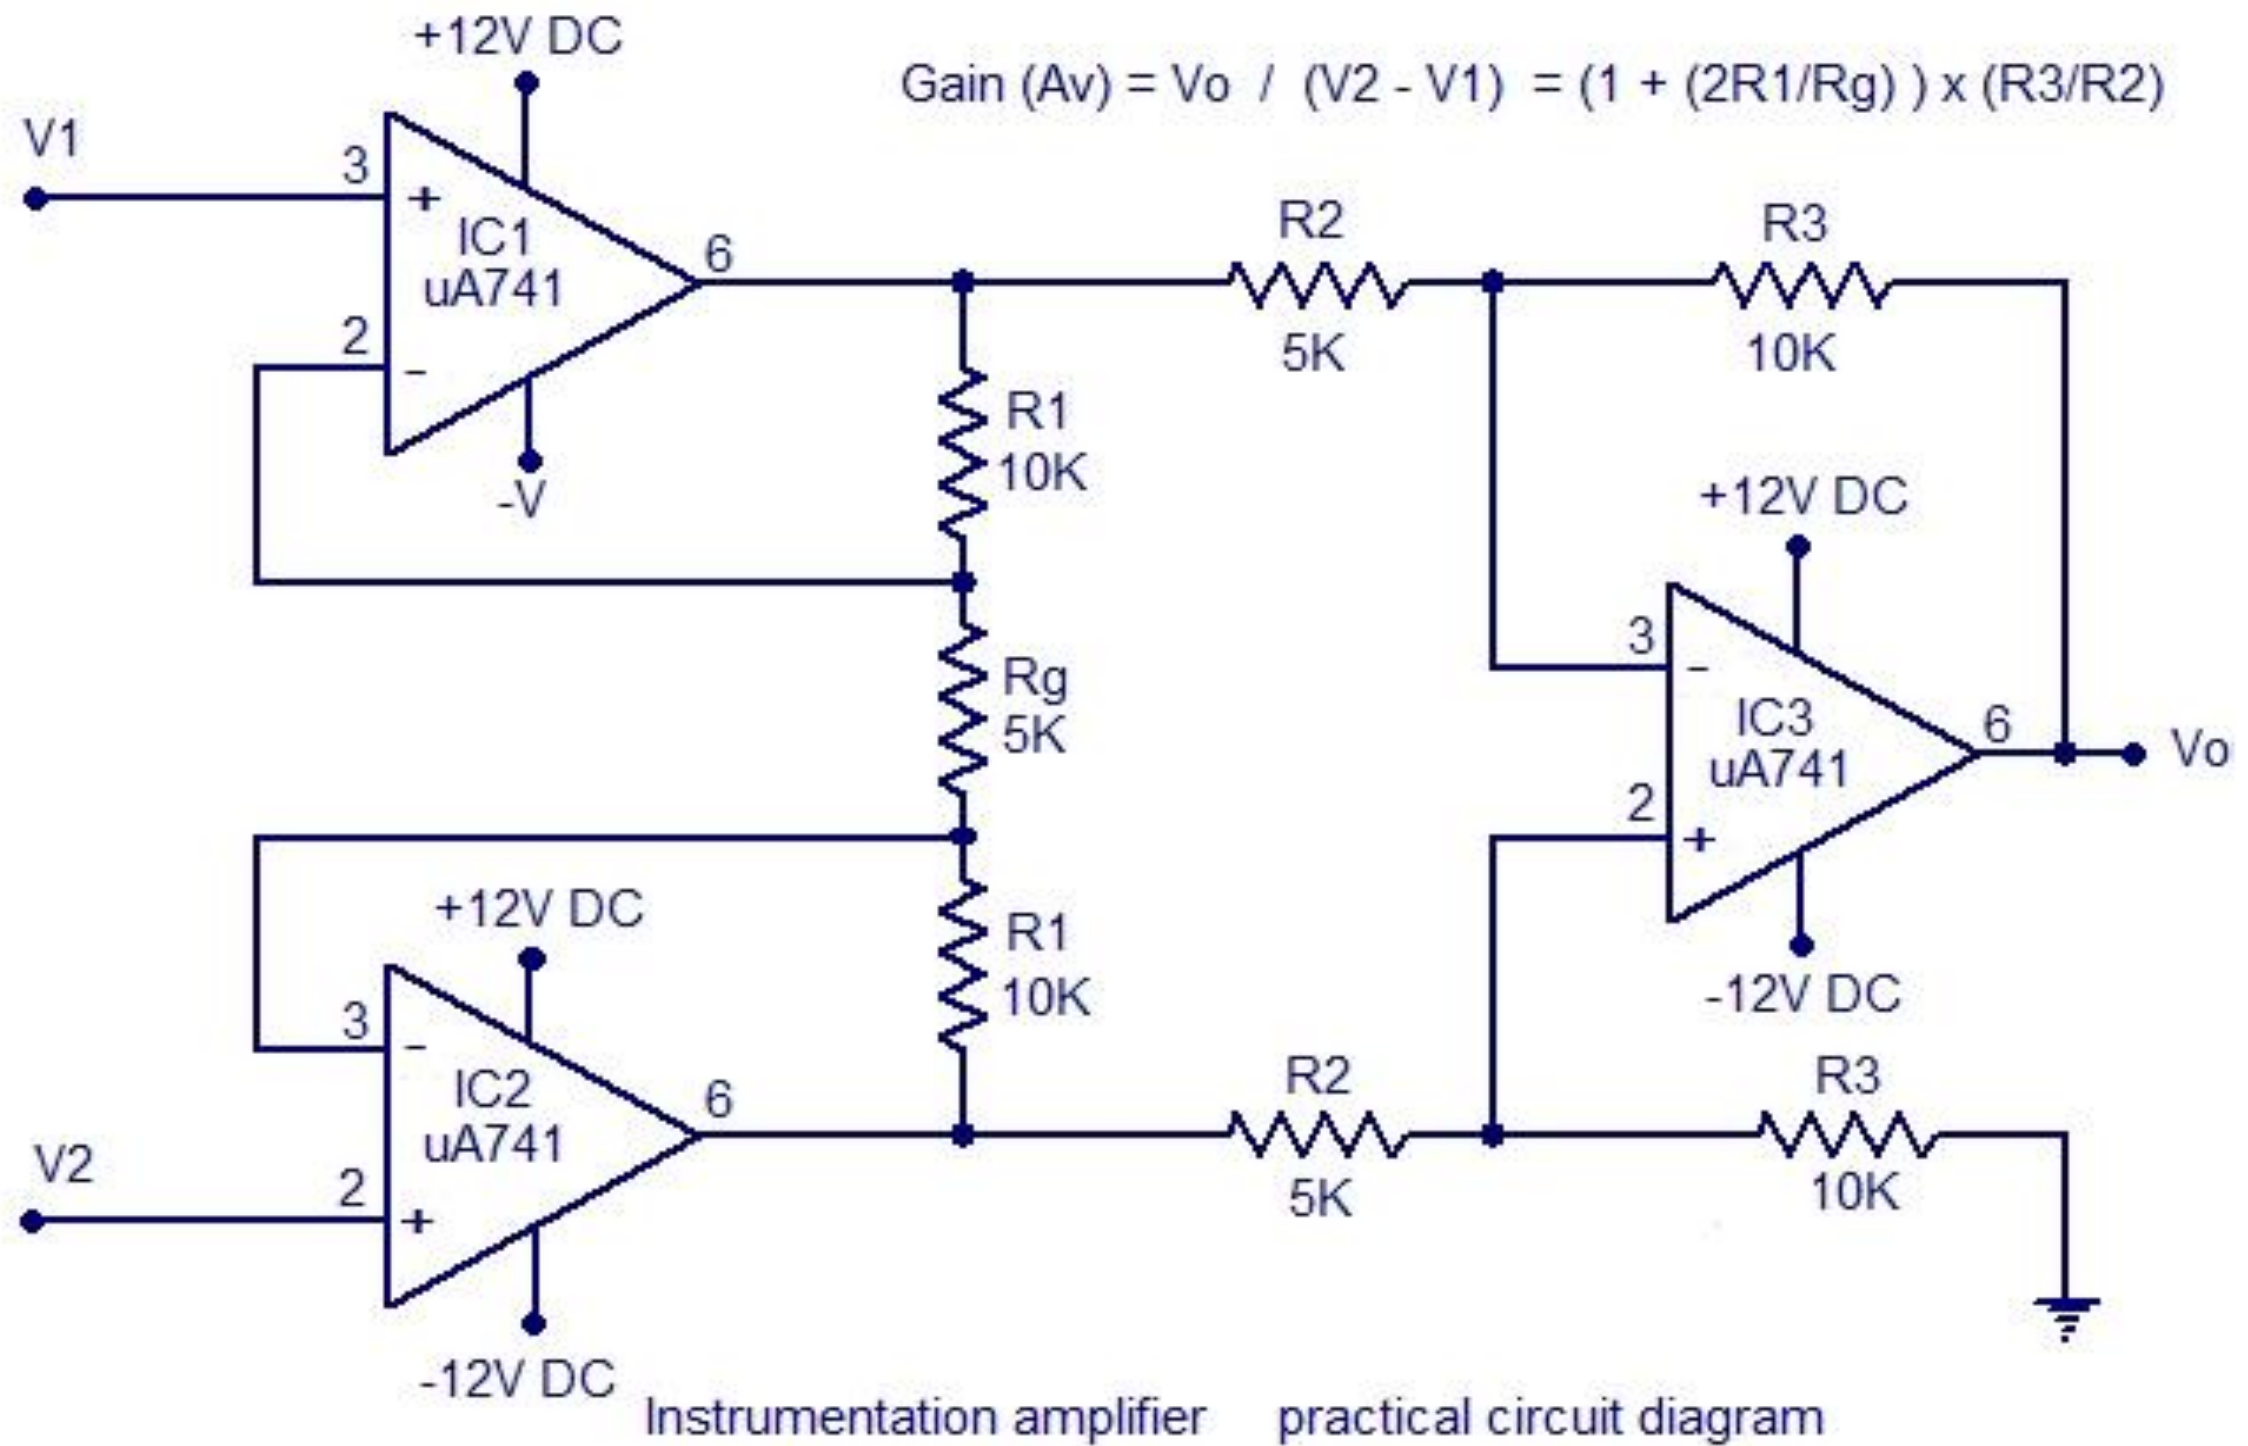 +12V DC
Gain (Av) = Vo / (V2 - V1) = (1 + (2R1/Rg) ) x (R3/R2)
V1
3
+
IC1
uA741
6
2
-
-V
R2
5K
R3
10K
R1
10K
Rg
5K
R1
10K
+12V DC
3
-
IC3
uA741
6
Vo
2
+
-12V DC
+12V DC
3
-
IC2
uA741
6
V2
2
+
-12V DC
R2
5K
R3
10K
Instrumentation amplifier practical circuit diagram